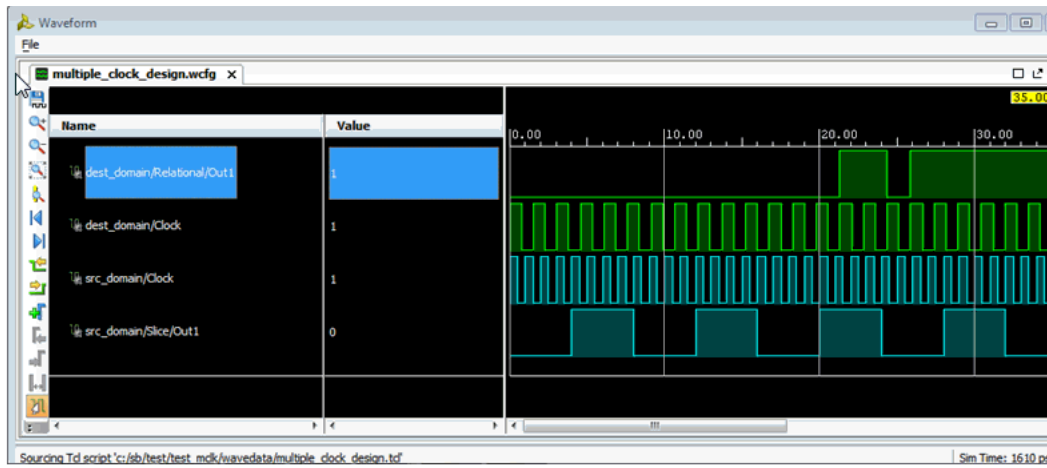 Waveform
File
multiple_clock_design.wcfg X
35.00
Name Value
0.00 10.00 20.00 30.00
dest_domain/Relational/Out1 1
dest_domain/Clock 1
src_domain/Clock 1
src_domain/Slice/Out1 0
Sourcing Tcl script 'c:/sb/test/test_mdk/wavedata/multiple_clock_design.tcl' Sim Time: 1610 ps